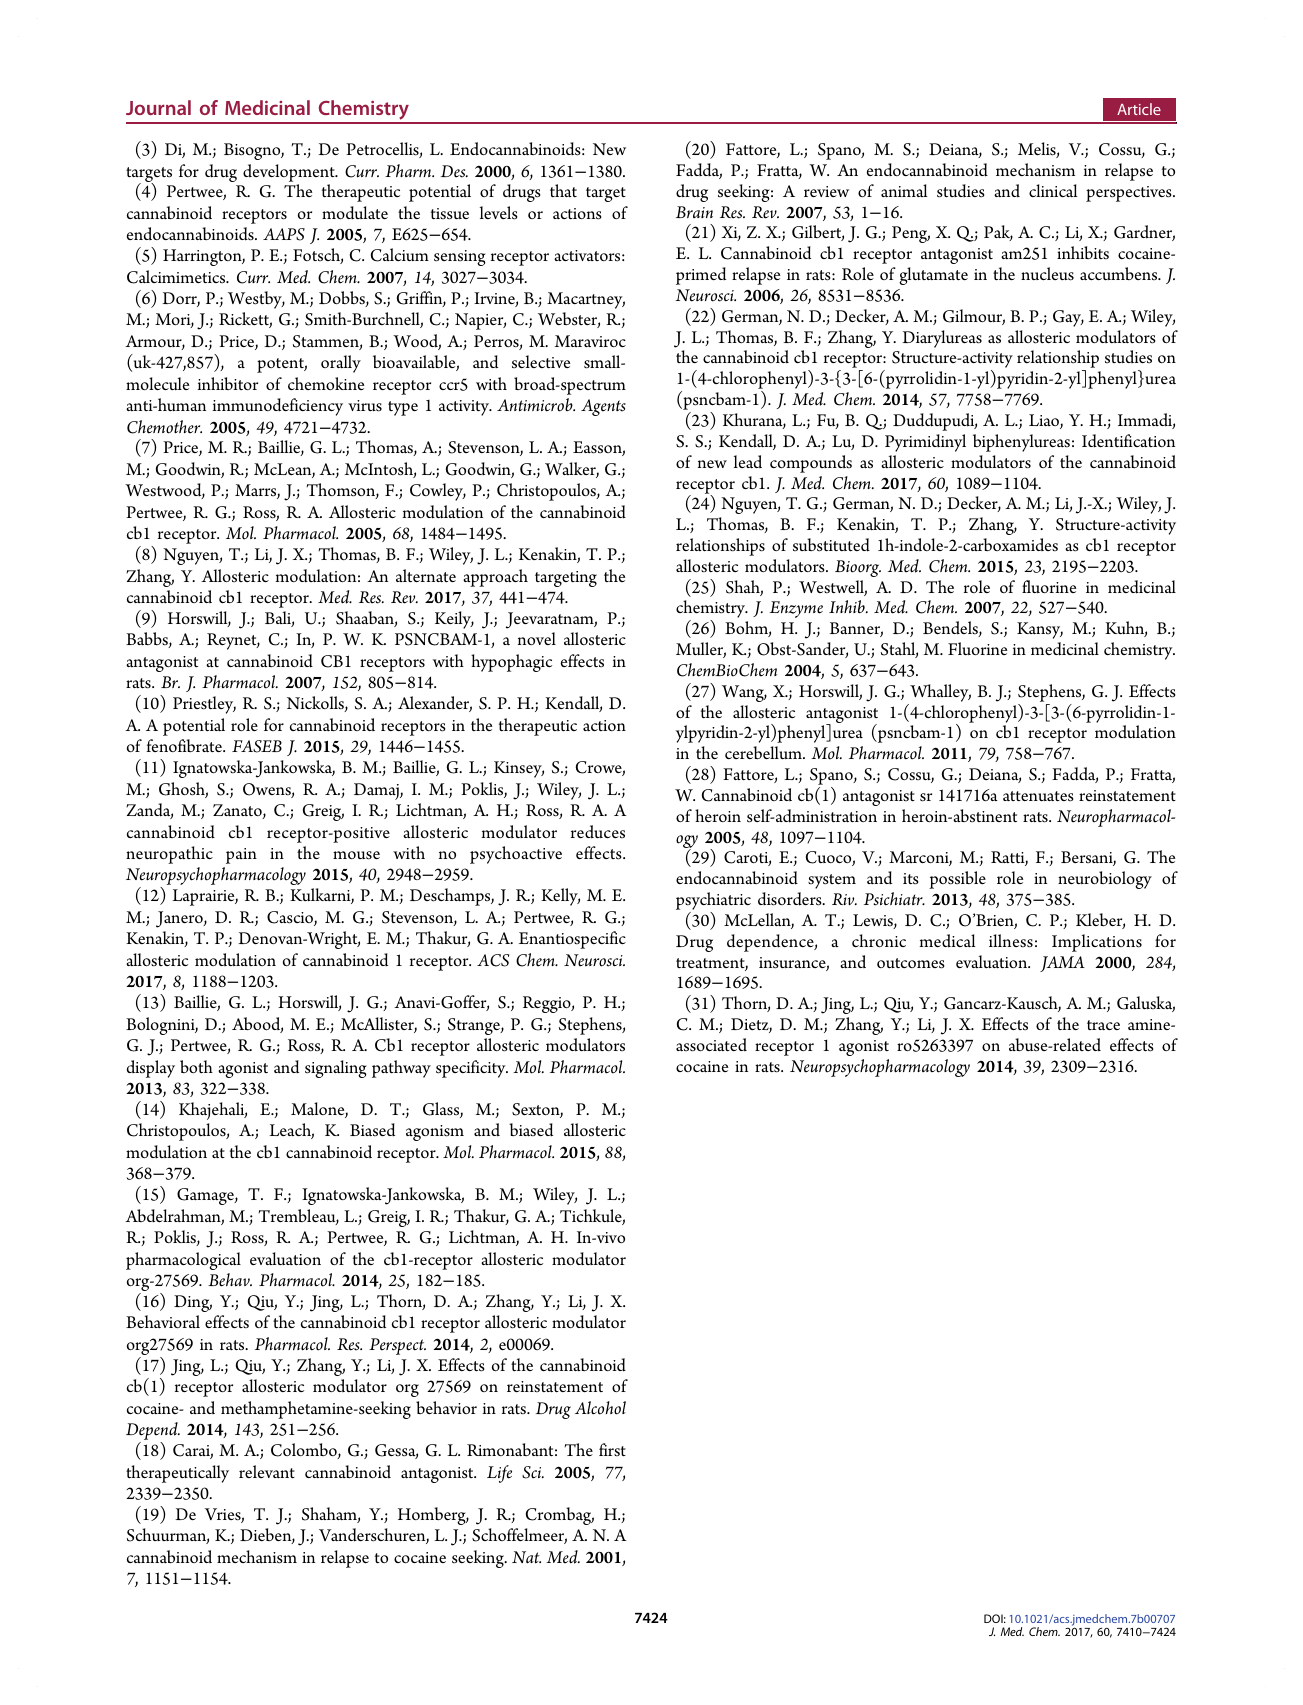 Journal of Medicinal Chemistry
Article
(3) Di, M.; Bisogno, T.; De Petrocellis, L. Endocannabinoids: New
targets for drug development. Curr. Pharm. Des. 2000, 6, 1361−1380.
(4) Pertwee, R. G. The therapeutic potential of drugs that target
cannabinoid receptors or modulate the tissue levels or actions of
endocannabinoids. AAPS J. 2005, 7, E625−654.
(5) Harrington, P. E.; Fotsch, C. Calcium sensing receptor activators:
Calcimimetics. Curr. Med. Chem. 2007, 14, 3027−3034.
(6) Dorr, P.; Westby, M.; Dobbs, S.; Griffin, P.; Irvine, B.; Macartney,
M.; Mori, J.; Rickett, G.; Smith-Burchnell, C.; Napier, C.; Webster, R.;
Armour, D.; Price, D.; Stammen, B.; Wood, A.; Perros, M. Maraviroc
(uk-427,857), a potent, orally bioavailable, and selective small-
molecule inhibitor of chemokine receptor ccr5 with broad-spectrum
anti-human immunodeficiency virus type 1 activity. Antimicrob. Agents
Chemother. 2005, 49, 4721−4732.
(7) Price, M. R.; Baillie, G. L.; Thomas, A.; Stevenson, L. A.; Easson,
M.; Goodwin, R.; McLean, A.; McIntosh, L.; Goodwin, G.; Walker, G.;
Westwood, P.; Marrs, J.; Thomson, F.; Cowley, P.; Christopoulos, A.;
Pertwee, R. G.; Ross, R. A. Allosteric modulation of the cannabinoid
cb1 receptor. Mol. Pharmacol. 2005, 68, 1484−1495.
(8) Nguyen, T.; Li, J. X.; Thomas, B. F.; Wiley, J. L.; Kenakin, T. P.;
Zhang, Y. Allosteric modulation: An alternate approach targeting the
cannabinoid cb1 receptor. Med. Res. Rev. 2017, 37, 441−474.
(9) Horswill, J.; Bali, U.; Shaaban, S.; Keily, J.; Jeevaratnam, P.;
Babbs, A.; Reynet, C.; In, P. W. K. PSNCBAM-1, a novel allosteric
antagonist at cannabinoid CB1 receptors with hypophagic effects in
rats. Br. J. Pharmacol. 2007, 152, 805−814.
(10) Priestley, R. S.; Nickolls, S. A.; Alexander, S. P. H.; Kendall, D.
A. A potential role for cannabinoid receptors in the therapeutic action
of fenofibrate. FASEB J. 2015, 29, 1446−1455.
(11) Ignatowska-Jankowska, B. M.; Baillie, G. L.; Kinsey, S.; Crowe,
M.; Ghosh, S.; Owens, R. A.; Damaj, I. M.; Poklis, J.; Wiley, J. L.;
Zanda, M.; Zanato, C.; Greig, I. R.; Lichtman, A. H.; Ross, R. A. A
cannabinoid cb1 receptor-positive allosteric modulator reduces
neuropathic pain in the mouse with no psychoactive effects.
Neuropsychopharmacology 2015, 40, 2948−2959.
(12) Laprairie, R. B.; Kulkarni, P. M.; Deschamps, J. R.; Kelly, M. E.
M.; Janero, D. R.; Cascio, M. G.; Stevenson, L. A.; Pertwee, R. G.;
Kenakin, T. P.; Denovan-Wright, E. M.; Thakur, G. A. Enantiospecific
allosteric modulation of cannabinoid 1 receptor. ACS Chem. Neurosci.
2017, 8, 1188−1203.
(13) Baillie, G. L.; Horswill, J. G.; Anavi-Goffer, S.; Reggio, P. H.;
Bolognini, D.; Abood, M. E.; McAllister, S.; Strange, P. G.; Stephens,
G. J.; Pertwee, R. G.; Ross, R. A. Cb1 receptor allosteric modulators
display both agonist and signaling pathway specificity. Mol. Pharmacol.
2013, 83, 322−338.
(14) Khajehali, E.; Malone, D. T.; Glass, M.; Sexton, P. M.;
Christopoulos, A.; Leach, K. Biased agonism and biased allosteric
modulation at the cb1 cannabinoid receptor. Mol. Pharmacol. 2015, 88,
368−379.
(15) Gamage, T. F.; Ignatowska-Jankowska, B. M.; Wiley, J. L.;
Abdelrahman, M.; Trembleau, L.; Greig, I. R.; Thakur, G. A.; Tichkule,
R.; Poklis, J.; Ross, R. A.; Pertwee, R. G.; Lichtman, A. H. In-vivo
pharmacological evaluation of the cb1-receptor allosteric modulator
org-27569. Behav. Pharmacol. 2014, 25, 182−185.
(16) Ding, Y.; Qiu, Y.; Jing, L.; Thorn, D. A.; Zhang, Y.; Li, J. X.
Behavioral effects of the cannabinoid cb1 receptor allosteric modulator
org27569 in rats. Pharmacol. Res. Perspect. 2014, 2, e00069.
(17) Jing, L.; Qiu, Y.; Zhang, Y.; Li, J. X. Effects of the cannabinoid
cb(1) receptor allosteric modulator org 27569 on reinstatement of
cocaine- and methamphetamine-seeking behavior in rats. Drug Alcohol
Depend. 2014, 143, 251−256.
(18) Carai, M. A.; Colombo, G.; Gessa, G. L. Rimonabant: The first
therapeutically relevant cannabinoid antagonist. Life Sci. 2005, 77,
2339−2350.
(19) De Vries, T. J.; Shaham, Y.; Homberg, J. R.; Crombag, H.;
Schuurman, K.; Dieben, J.; Vanderschuren, L. J.; Schoffelmeer, A. N. A
cannabinoid mechanism in relapse to cocaine seeking. Nat. Med. 2001,
7, 1151−1154.
(20) Fattore, L.; Spano, M. S.; Deiana, S.; Melis, V.; Cossu, G.;
Fadda, P.; Fratta, W. An endocannabinoid mechanism in relapse to
drug seeking: A review of animal studies and clinical perspectives.
Brain Res. Rev. 2007, 53, 1−16.
(21) Xi, Z. X.; Gilbert, J. G.; Peng, X. Q.; Pak, A. C.; Li, X.; Gardner,
E. L. Cannabinoid cb1 receptor antagonist am251 inhibits cocaine-
primed relapse in rats: Role of glutamate in the nucleus accumbens. J.
Neurosci. 2006, 26, 8531−8536.
(22) German, N. D.; Decker, A. M.; Gilmour, B. P.; Gay, E. A.; Wiley,
J. L.; Thomas, B. F.; Zhang, Y. Diarylureas as allosteric modulators of
the cannabinoid cb1 receptor: Structure-activity relationship studies on
1-(4-chlorophenyl)-3-{3-[6-(pyrrolidin-1-yl)pyridin-2-yl]phenyl}urea
(psncbam-1). J. Med. Chem. 2014, 57, 7758−7769.
(23) Khurana, L.; Fu, B. Q.; Duddupudi, A. L.; Liao, Y. H.; Immadi,
S. S.; Kendall, D. A.; Lu, D. Pyrimidinyl biphenylureas: Identification
of new lead compounds as allosteric modulators of the cannabinoid
receptor cb1. J. Med. Chem. 2017, 60, 1089−1104.
(24) Nguyen, T. G.; German, N. D.; Decker, A. M.; Li, J.-X.; Wiley, J.
L.; Thomas, B. F.; Kenakin, T. P.; Zhang, Y. Structure-activity
relationships of substituted 1h-indole-2-carboxamides as cb1 receptor
allosteric modulators. Bioorg. Med. Chem. 2015, 23, 2195−2203.
(25) Shah, P.; Westwell, A. D. The role of fluorine in medicinal
chemistry. J. Enzyme Inhib. Med. Chem. 2007, 22, 527−540.
(26) Bohm, H. J.; Banner, D.; Bendels, S.; Kansy, M.; Kuhn, B.;
Muller, K.; Obst-Sander, U.; Stahl, M. Fluorine in medicinal chemistry.
ChemBioChem 2004, 5, 637−643.
(27) Wang, X.; Horswill, J. G.; Whalley, B. J.; Stephens, G. J. Effects
of the allosteric antagonist 1-(4-chlorophenyl)-3-[3-(6-pyrrolidin-1-
ylpyridin-2-yl)phenyl]urea (psncbam-1) on cb1 receptor modulation
in the cerebellum. Mol. Pharmacol. 2011, 79, 758−767.
(28) Fattore, L.; Spano, S.; Cossu, G.; Deiana, S.; Fadda, P.; Fratta,
W. Cannabinoid cb(1) antagonist sr 141716a attenuates reinstatement
of heroin self-administration in heroin-abstinent rats. Neuropharmacol-
ogy 2005, 48, 1097−1104.
(29) Caroti, E.; Cuoco, V.; Marconi, M.; Ratti, F.; Bersani, G. The
endocannabinoid system and its possible role in neurobiology of
psychiatric disorders. Riv. Psichiatr. 2013, 48, 375−385.
(30) McLellan, A. T.; Lewis, D. C.; O’Brien, C. P.; Kleber, H. D.
Drug dependence, a chronic medical illness: Implications for
treatment, insurance, and outcomes evaluation. JAMA 2000, 284,
1689−1695.
(31) Thorn, D. A.; Jing, L.; Qiu, Y.; Gancarz-Kausch, A. M.; Galuska,
C. M.; Dietz, D. M.; Zhang, Y.; Li, J. X. Effects of the trace amine-
associated receptor 1 agonist ro5263397 on abuse-related effects of
cocaine in rats. Neuropsychopharmacology 2014, 39, 2309−2316.
7424
DOI: 10.1021/acs.jmedchem.7b00707
J. Med. Chem. 2017, 60, 7410−7424